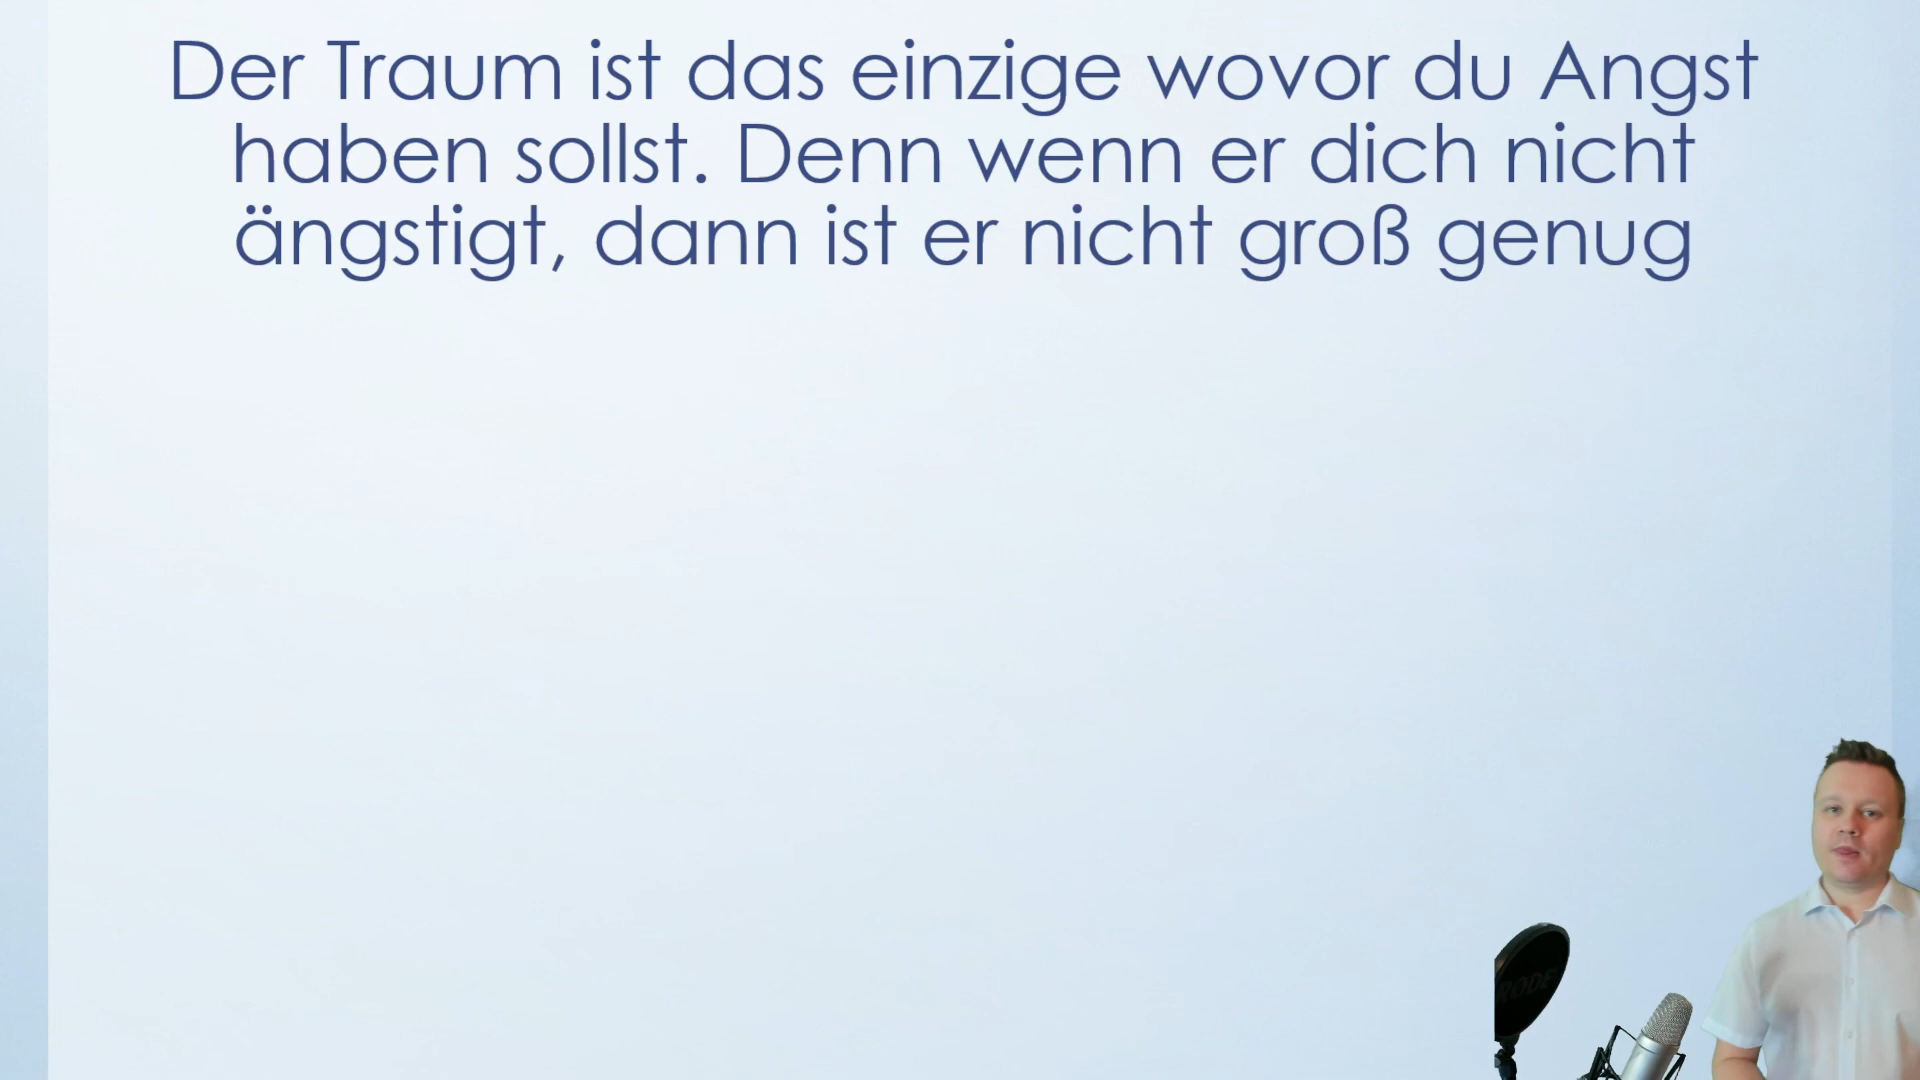 Der Traum ist das einzige wovor du Angst
haben sollst. Denn wenn er dich nicht
ängstigt, dann ist er nicht groß genug
RODE